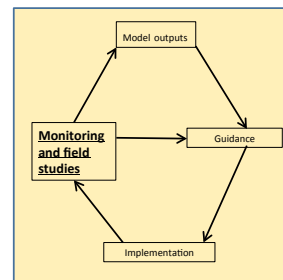 Model outputs
Monitoring
and field
studies
Guidance
Implementation